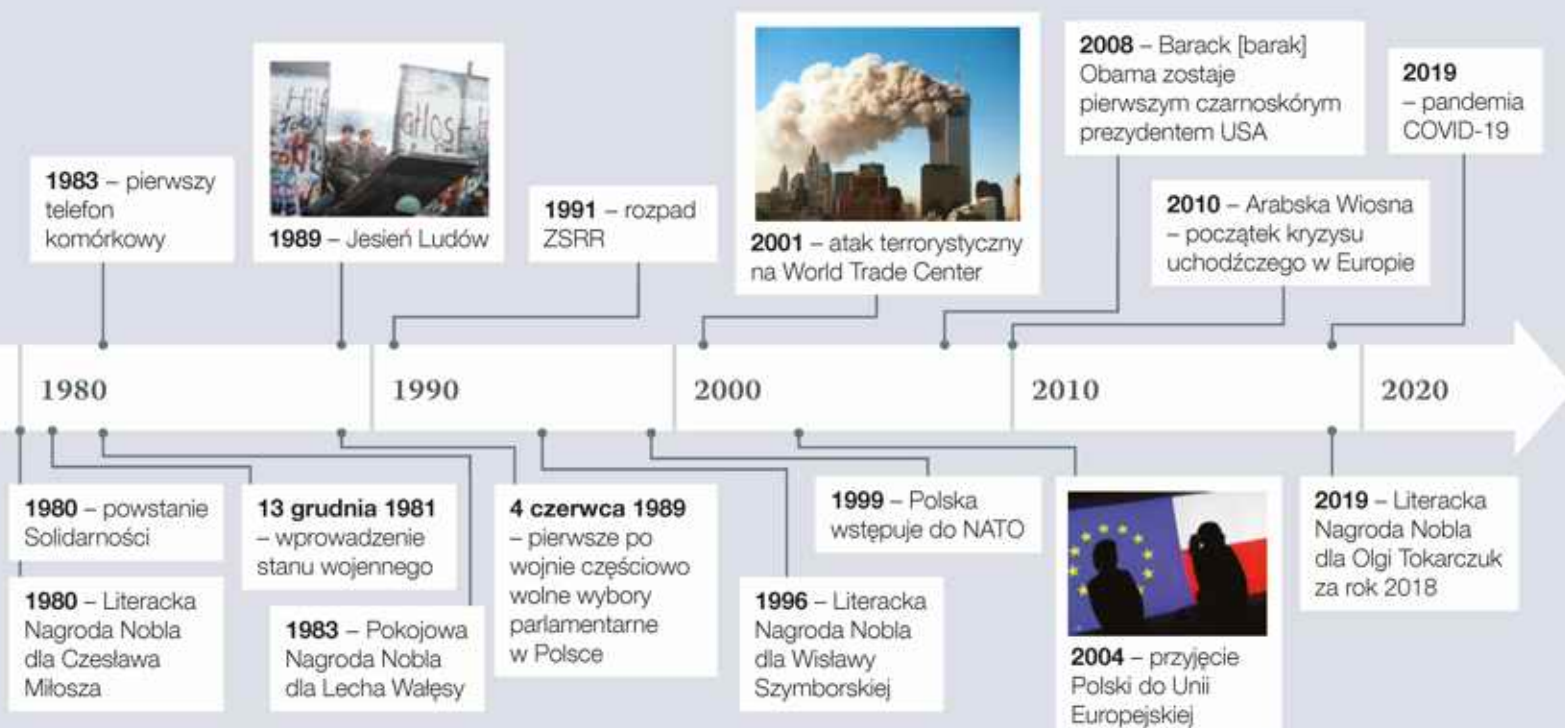 1983 – pierwszy
telefon
komórkowy
1989 – Jesień Ludów
1991 – rozpad
ZSRR
2001 – atak terrorystyczny
na World Trade Center
2008 – Barack [barak]
Obama zostaje
pierwszym czarnoskórym
prezydentem USA
2010 – Arabska Wiosna
– początek kryzysu
uchodźczego w Europie
2019
– pandemia
COVID-19
1980
1990
2000
2010
2020
1980 – powstanie
Solidarności
1980 – Literacka
Nagroda Nobla
dla Czesława
Miłosza
13 grudnia 1981
– wprowadzenie
stanu wojennego
1983 – Pokojowa
Nagroda Nobla
dla Lecha Wałęsy
4 czerwca 1989
– pierwsze po
wojnie częściowo
wolne wybory
parlamentarne
w Polsce
1996 – Literacka
Nagroda Nobla
dla Wisławy
Szymborskiej
1999 – Polska
wstępuje do NATO
2004 – przyjęcie
Polski do Unii
Europejskiej
2019 – Literacka
Nagroda Nobla
dla Olgi Tokarczuk
za rok 2018